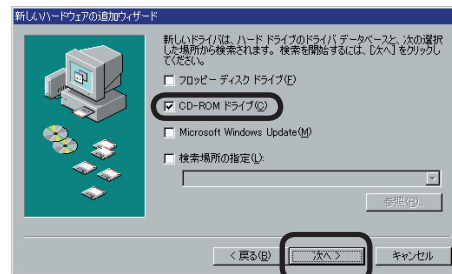 新しいハードウェアの追加ウィザード
新しいドライバは、ハード ドライブのドライバ データベースと、次の選択
した場所から検索されます。検索を開始するには、[次へ] をクリックし
てください。
フロッピー ディスク ドライブ(F)
CD-ROM ドライブ(C)
Microsoft Windows Update(M)
検索場所の指定(L):
参照(R)...
< 戻る(B)
次へ >
キャンセル